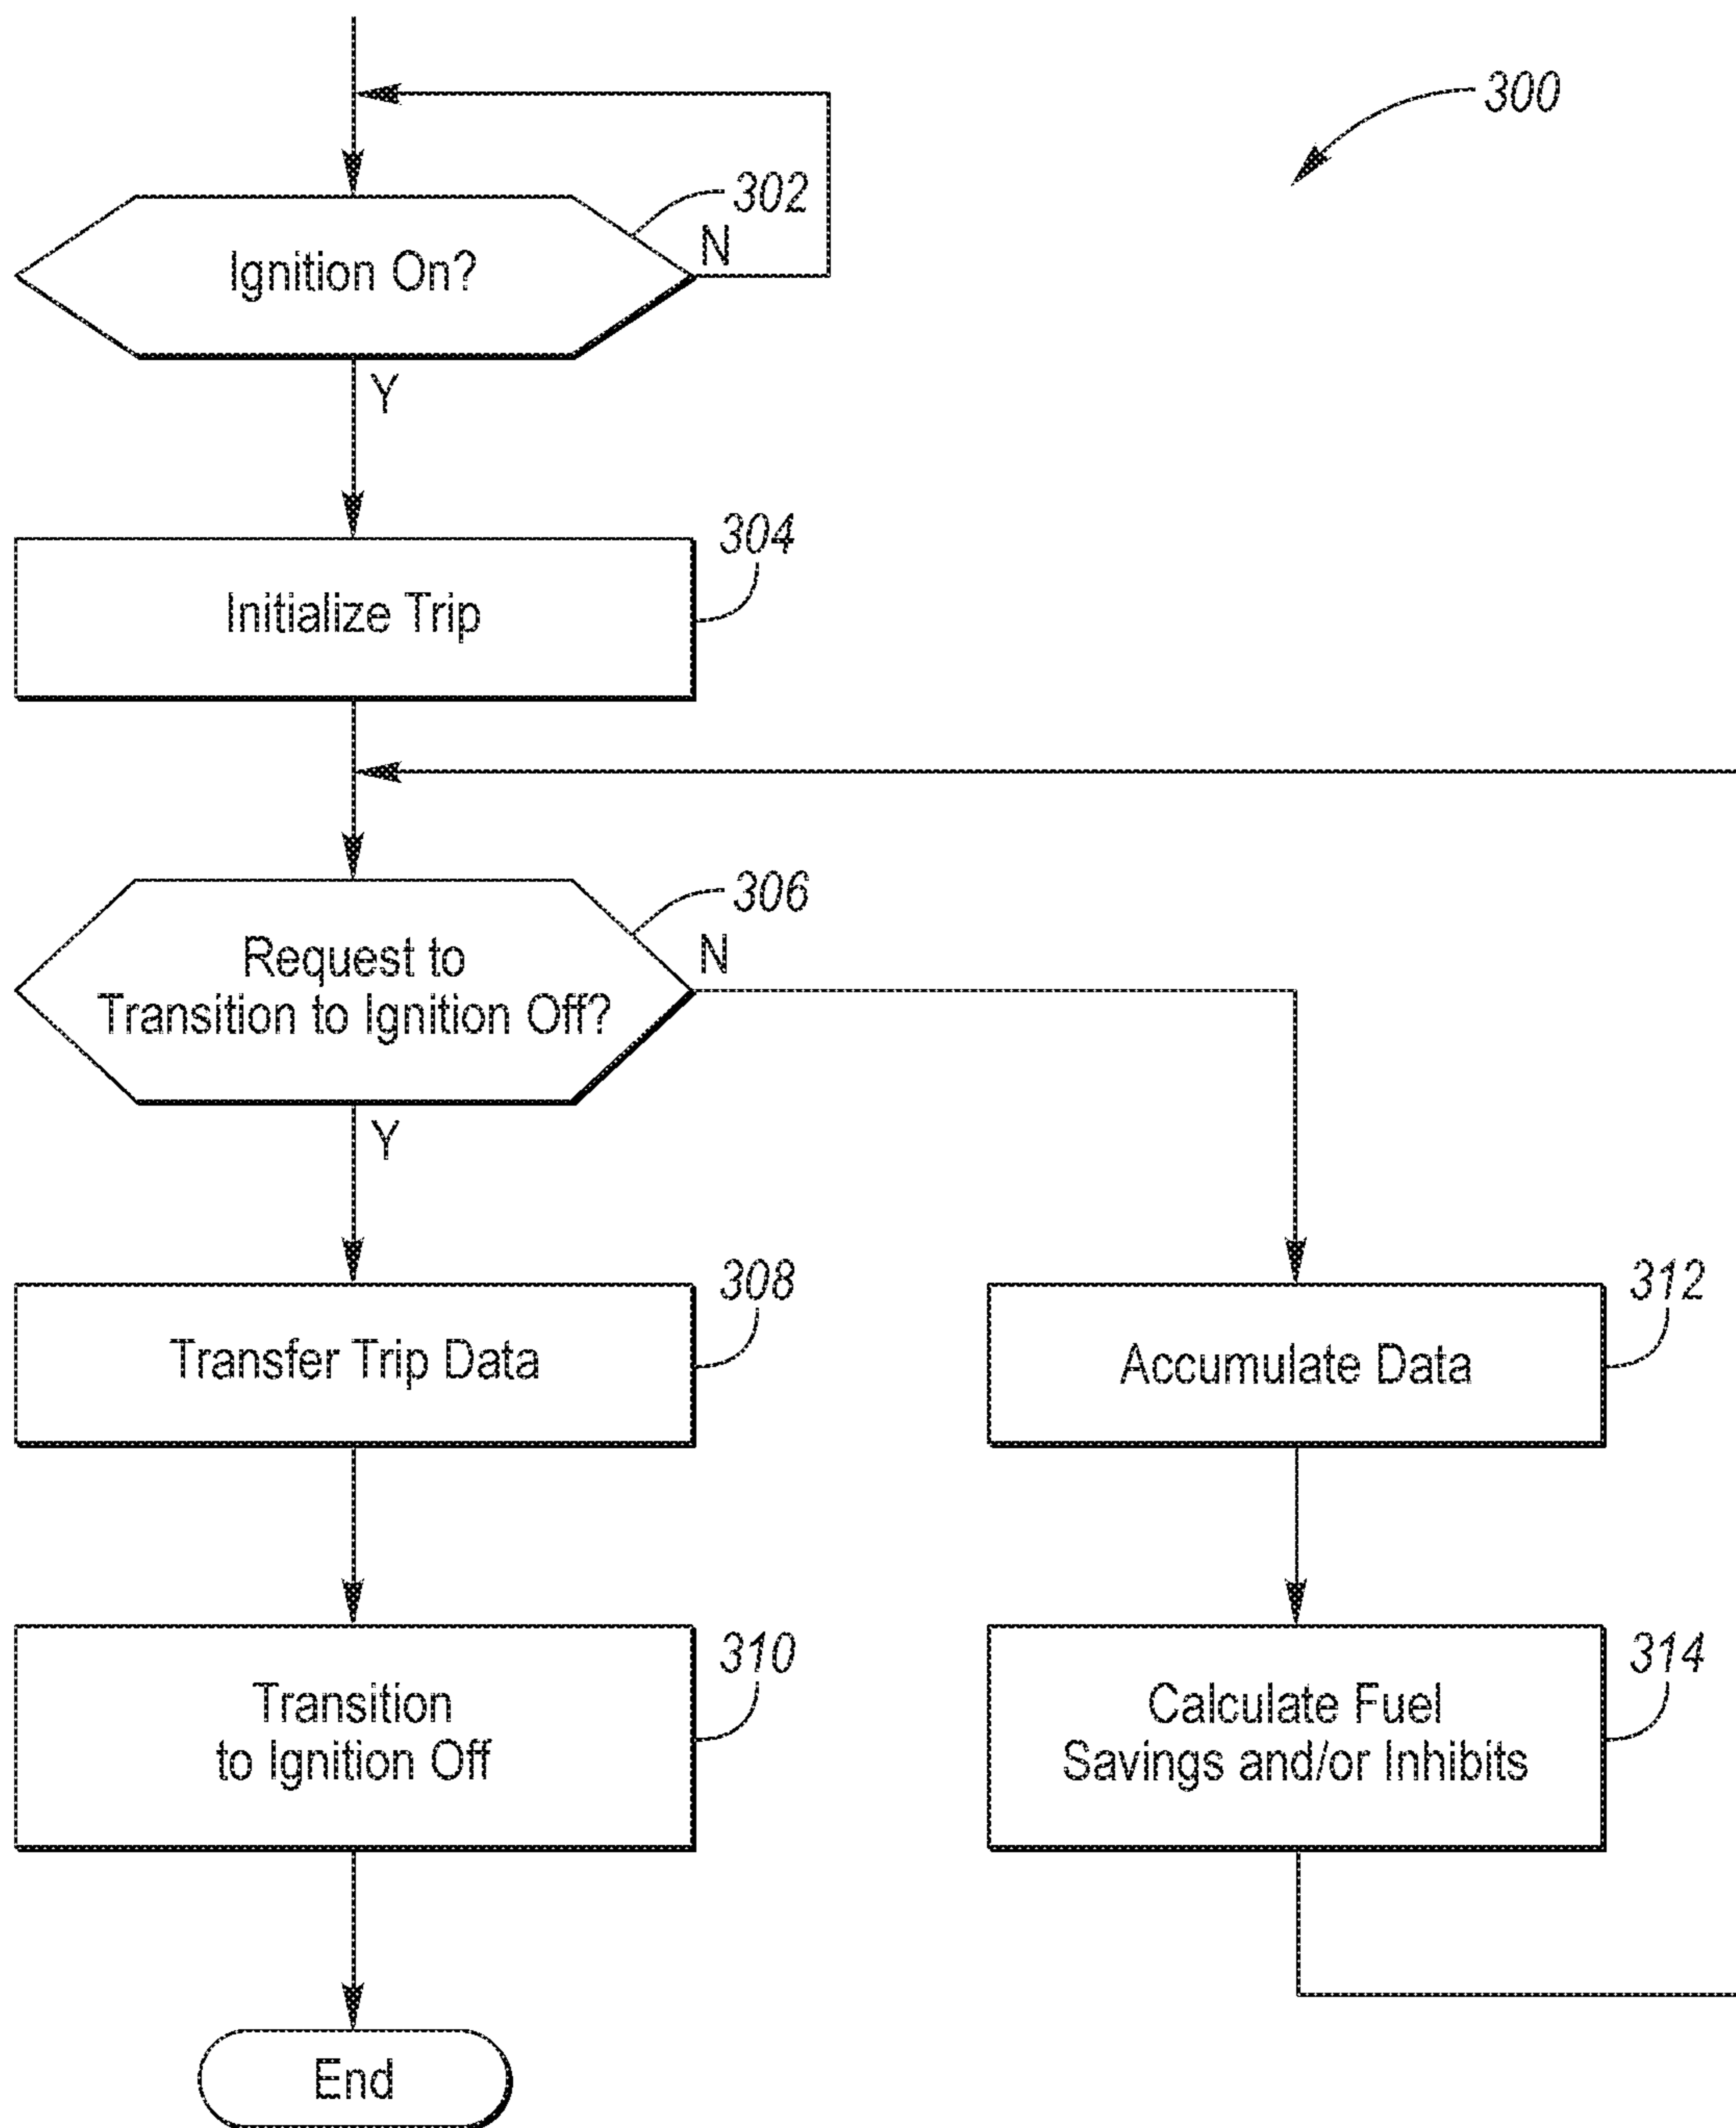 300
302
Ignition On?
N
Y
304
Initialize Trip
306
Request to
Transition to Ignition Off?
N
Y
308
Transfer Trip Data
312
Accumulate Data
310
Transition
to Ignition Off
314
Calculate Fuel
Savings and/or Inhibits
End